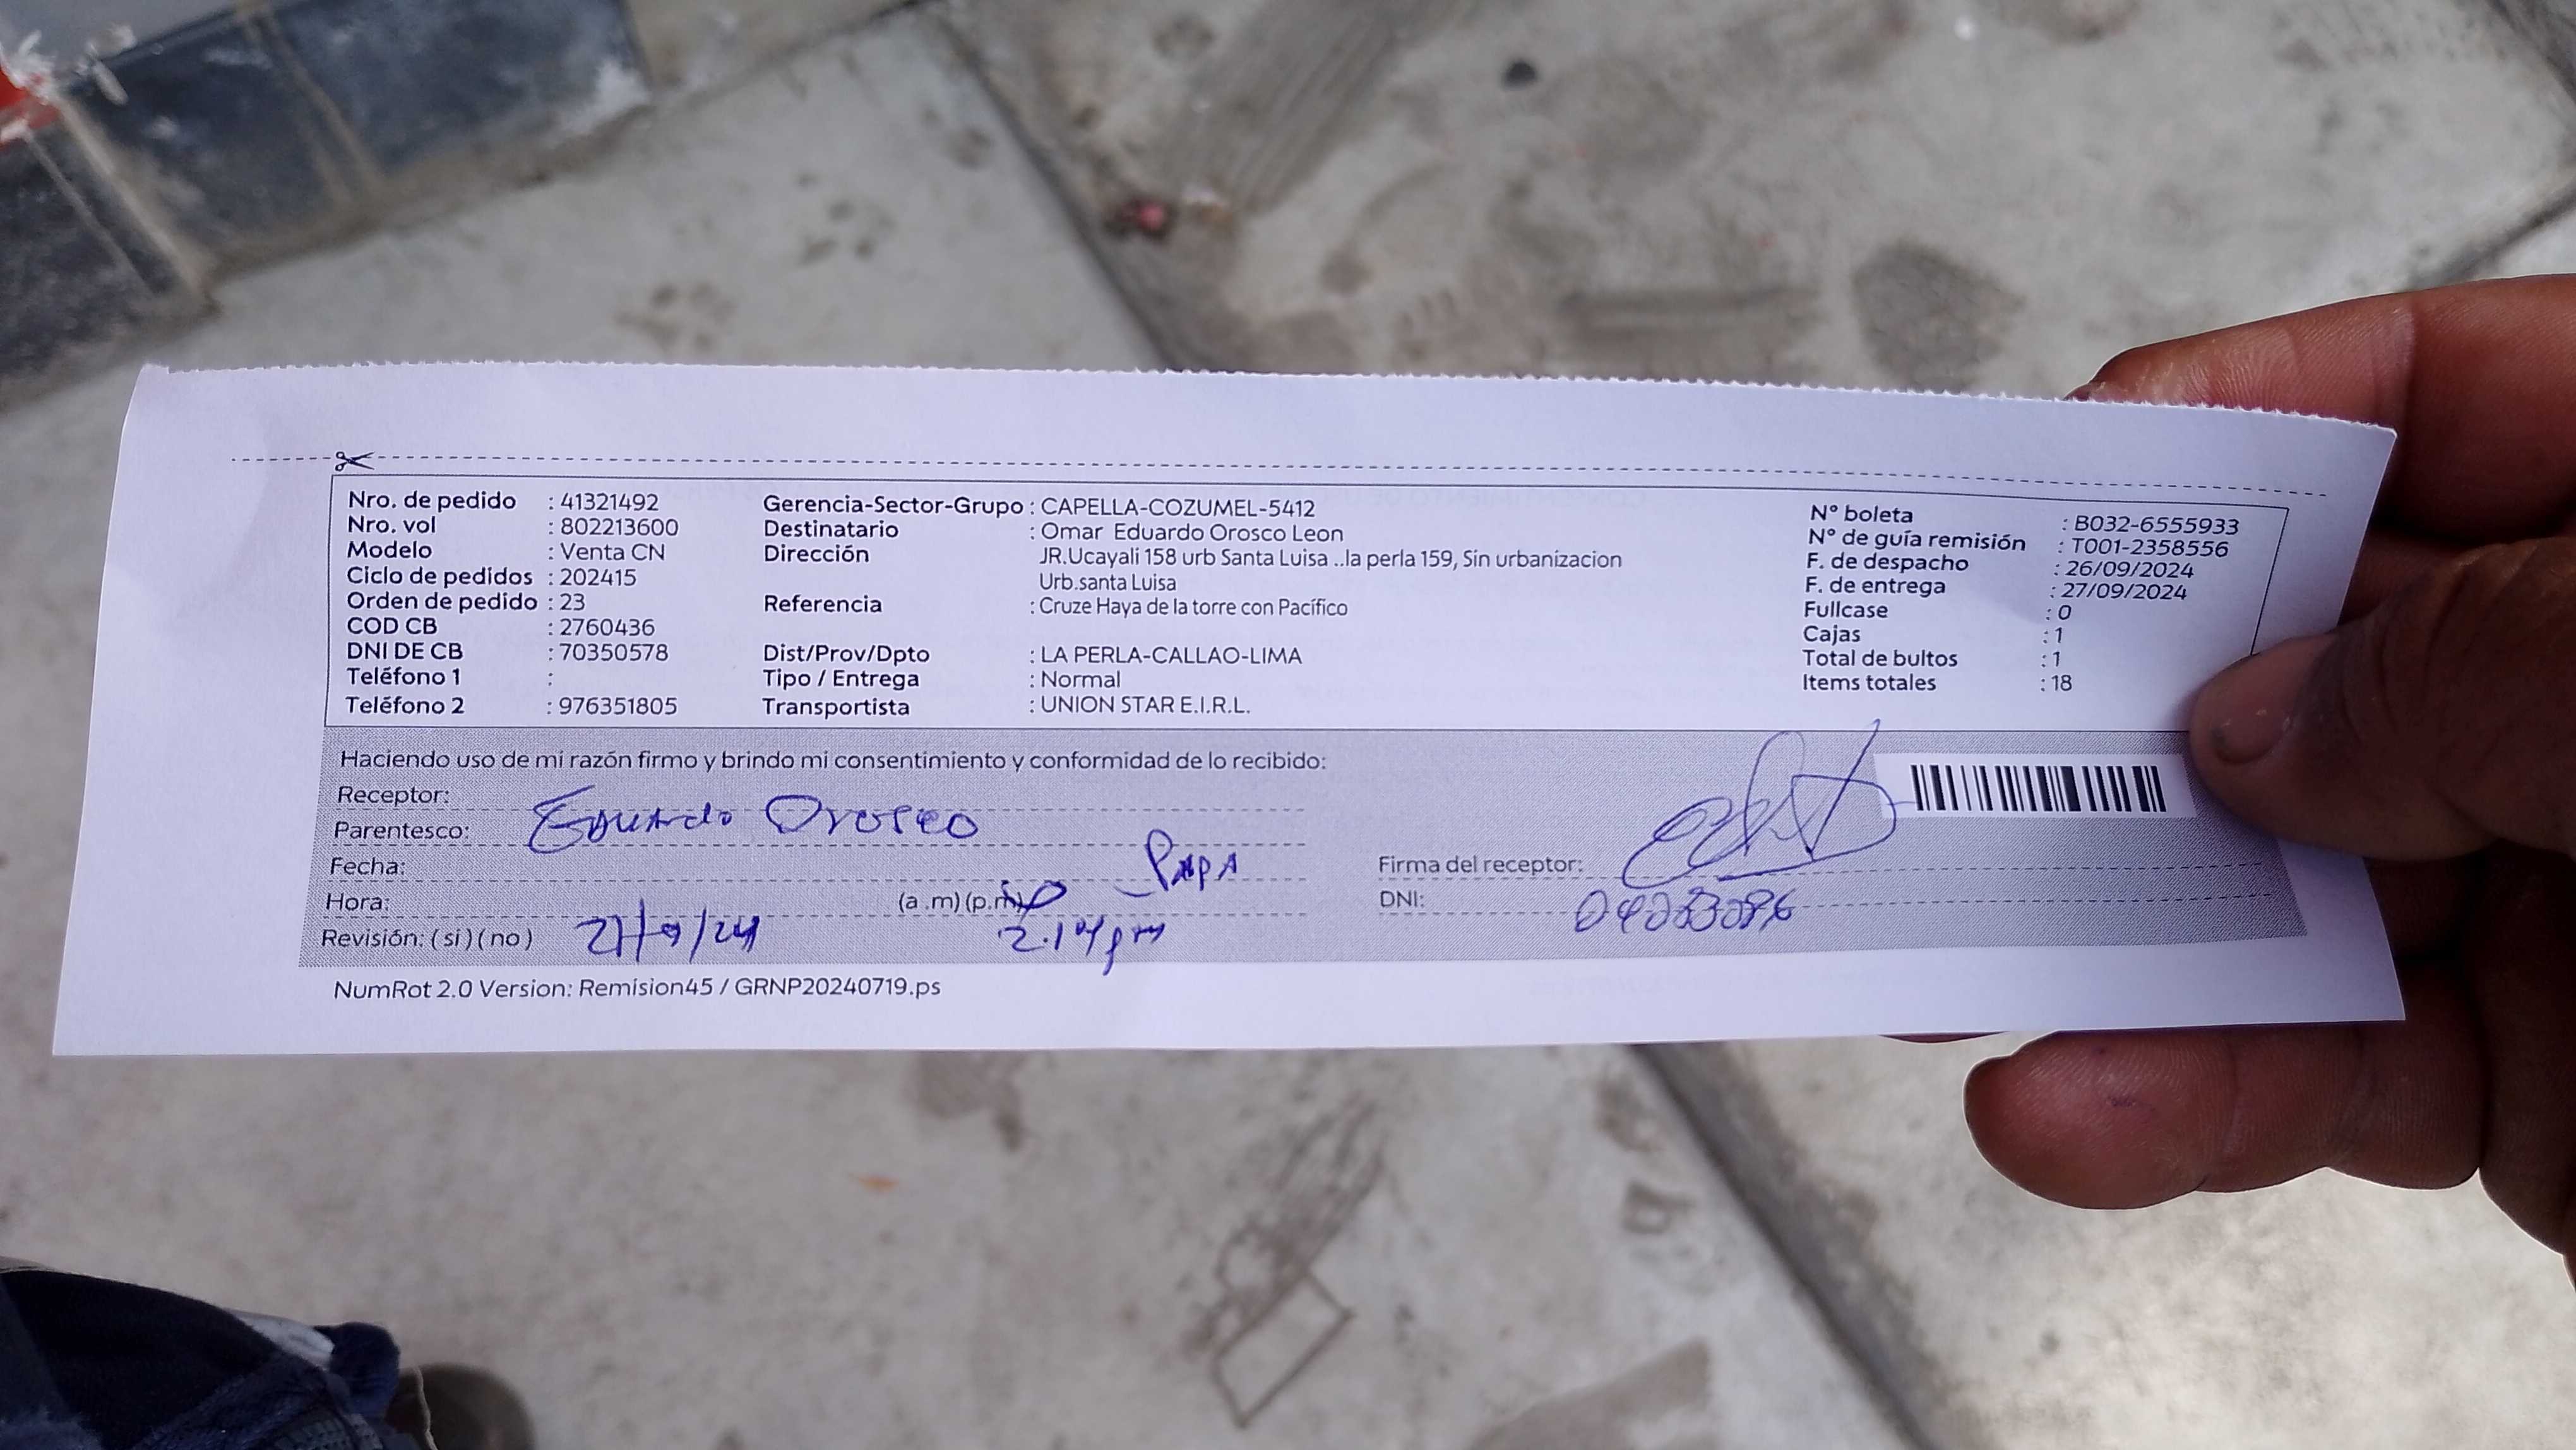 Nro. de pedido : 41321492
Nro. vol : 802213600
Modelo : Venta CN
Ciclo de pedidos : 202415
Orden de pedido : 23
COD CB : 2760436
DNI DE CB : 70350578
Teléfono 1 :
Teléfono 2 : 976351805
Gerencia-Sector-Grupo : CAPELLA-COZUMEL-5412
Destinatario : Omar Eduardo Orosco Leon
Dirección JR.Ucayali 158 urb Santa Luisa ..la perla 159, Sin urbanizacion
Urb.santa Luisa
Referencia : Cruze Haya de la torre con Pacífico
Dist/Prov/Dpto : LA PERLA-CALLAO-LIMA
Tipo / Entrega : Normal
Transportista : UNION STAR E.I.R.L.
N° boleta : B032-6555933
N° de guía remisión : T001-2358556
F. de despacho : 26/09/2024
F. de entrega : 27/09/2024
Fullcase : 0
Cajas : 1
Total de bultos : 1
Items totales : 18
Haciendo uso de mi razón firmo y brindo mi consentimiento y conformidad de lo recibido:
Receptor:
Eduardo Orosco
Parentesco:
Papa
Fecha:
Hora: (a .m) (p.m)
Revisión: ( si ) ( no ) 27/9/24 2.14pm
Firma del receptor:
DNI:
NumRot 2.0 Version: Remision45 / GRNP20240719.ps